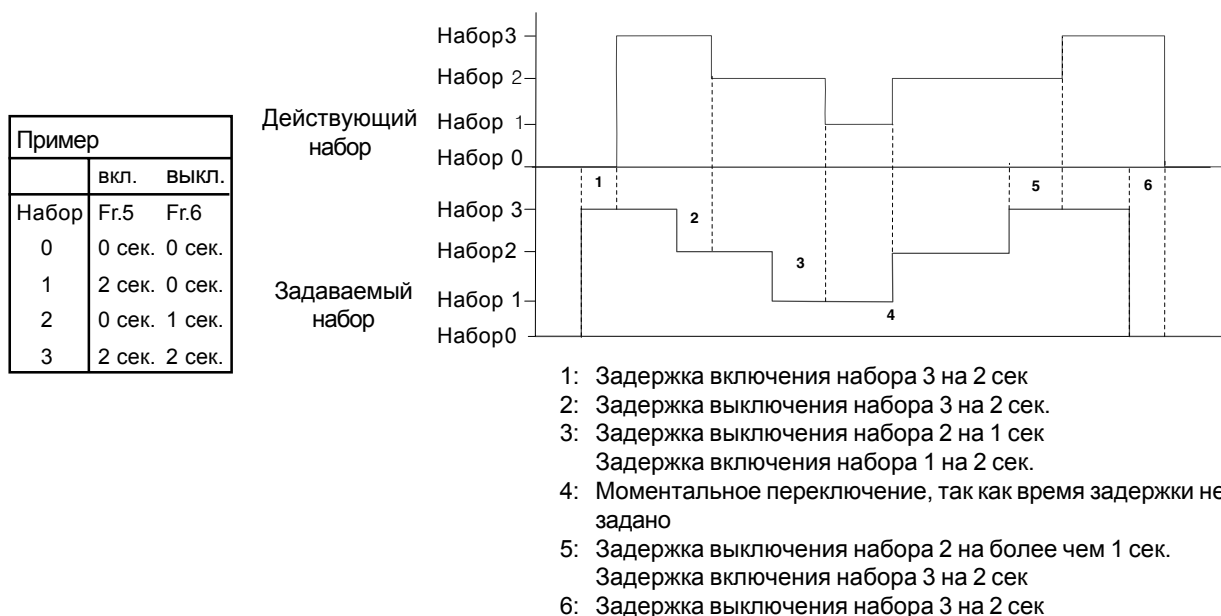 Пример
вкл. выкл.
Набор Fr.5 Fr.6
0 0 сек. 0 сек.
1 2 сек. 0 сек.
2 0 сек. 1 сек.
3 2 сек. 2 сек.
Действующий
набор
Набор3
Набор 2
Набор 1
Набор 0
1
5
6
Задаваемый
набор
Набор 3
2
Набор2
3
Набор 1
4
Набор0
1: Задержка включения набора 3 на 2 сек
2: Задержка выключения набора 3 на 2 сек.
3: Задержка выключения набора 2 на 1 сек
Задержка включения набора 1 на 2 сек.
4: Моментальное переключение, так как время задержки не
задано
5: Задержка выключения набора 2 на более чем 1 сек.
Задержка включения набора 3 на 2 сек
6: Задержка выключения набора 3 на 2 сек